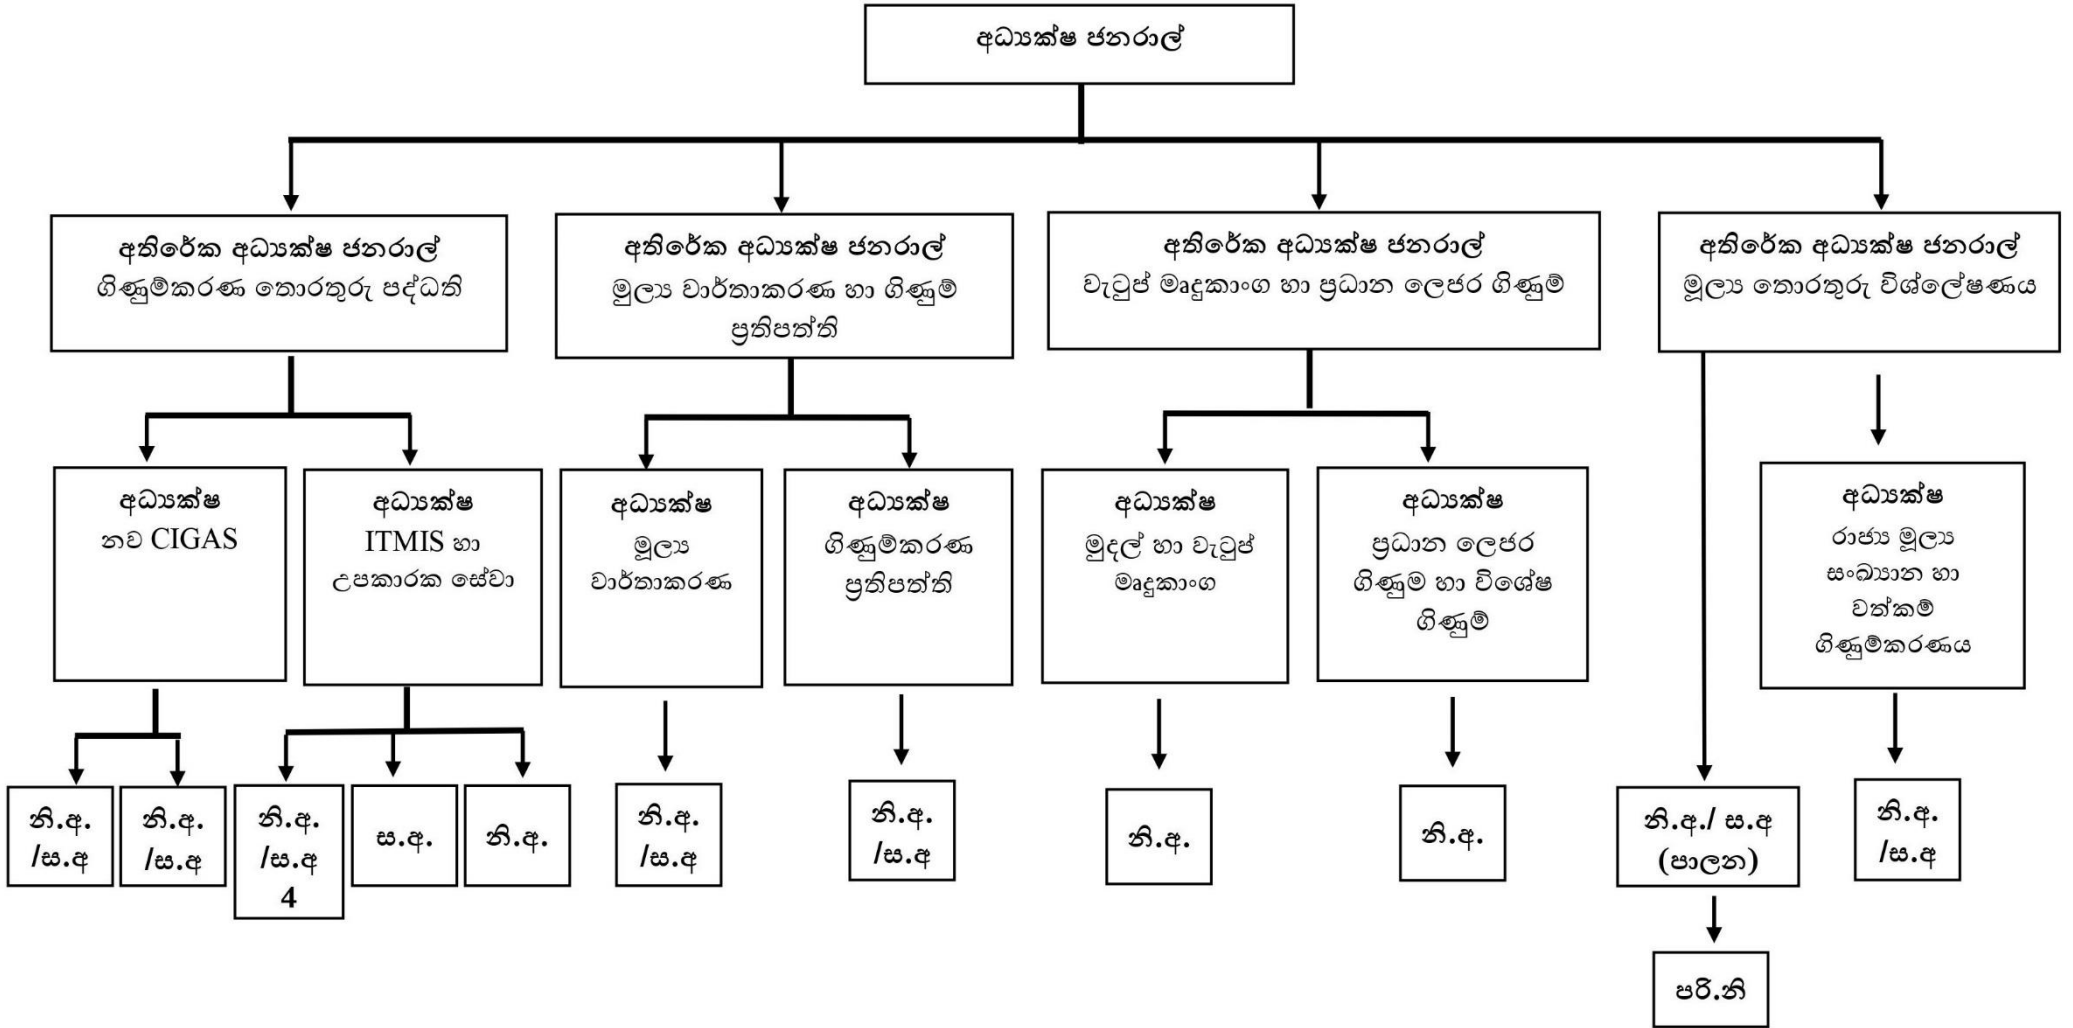 අධ්‍යක්ෂ ජනරාල්
අතිරේක අධ්‍යක්ෂ ජනරාල්
ගිණුම්කරණ තොරතුරු පද්ධති
අතිරේක අධ්‍යක්ෂ ජනරාල්
මුල්‍ය වාර්තාකරණ හා ගිණුම්
ප්‍රතිපත්ති
අතිරේක අධ්‍යක්ෂ ජනරාල්
වැටුප් මෘදුකාංග හා ප්‍රධාන ලෙජර ගිණුම්
අතිරේක අධ්‍යක්ෂ ජනරාල්
මූල්‍ය තොරතුරු විශ්ලේෂණය
අධ්‍යක්ෂ
නව CIGAS
අධ්‍යක්ෂ
ITMIS හා
උපකාරක සේවා
අධ්‍යක්ෂ
මූල්‍ය
වාර්තාකරණ
අධ්‍යක්ෂ
ගිණුම්කරණ
ප්‍රතිපත්ති
අධ්‍යක්ෂ
මුදල් හා වැටුප්
මෘදුකාංග
අධ්‍යක්ෂ
ප්‍රධාන ලෙජර
ගිණුම හා විශේෂ
ගිණුම්
අධ්‍යක්ෂ
රාජ්‍ය මූල්‍ය
සංඛ්‍යාන හා
වත්කම්
ගිණුම්කරණය
නි.අ.
/ස.අ
නි.අ.
/ස.අ
නි.අ.
/ස.අ
4
ස.අ.
නි.අ.
නි.අ.
/ස.අ
නි.අ.
/ස.අ
නි.අ.
නි.අ.
නි.අ./ ස.අ
(පාලන)
නි.අ.
/ස.අ
පරි.නි